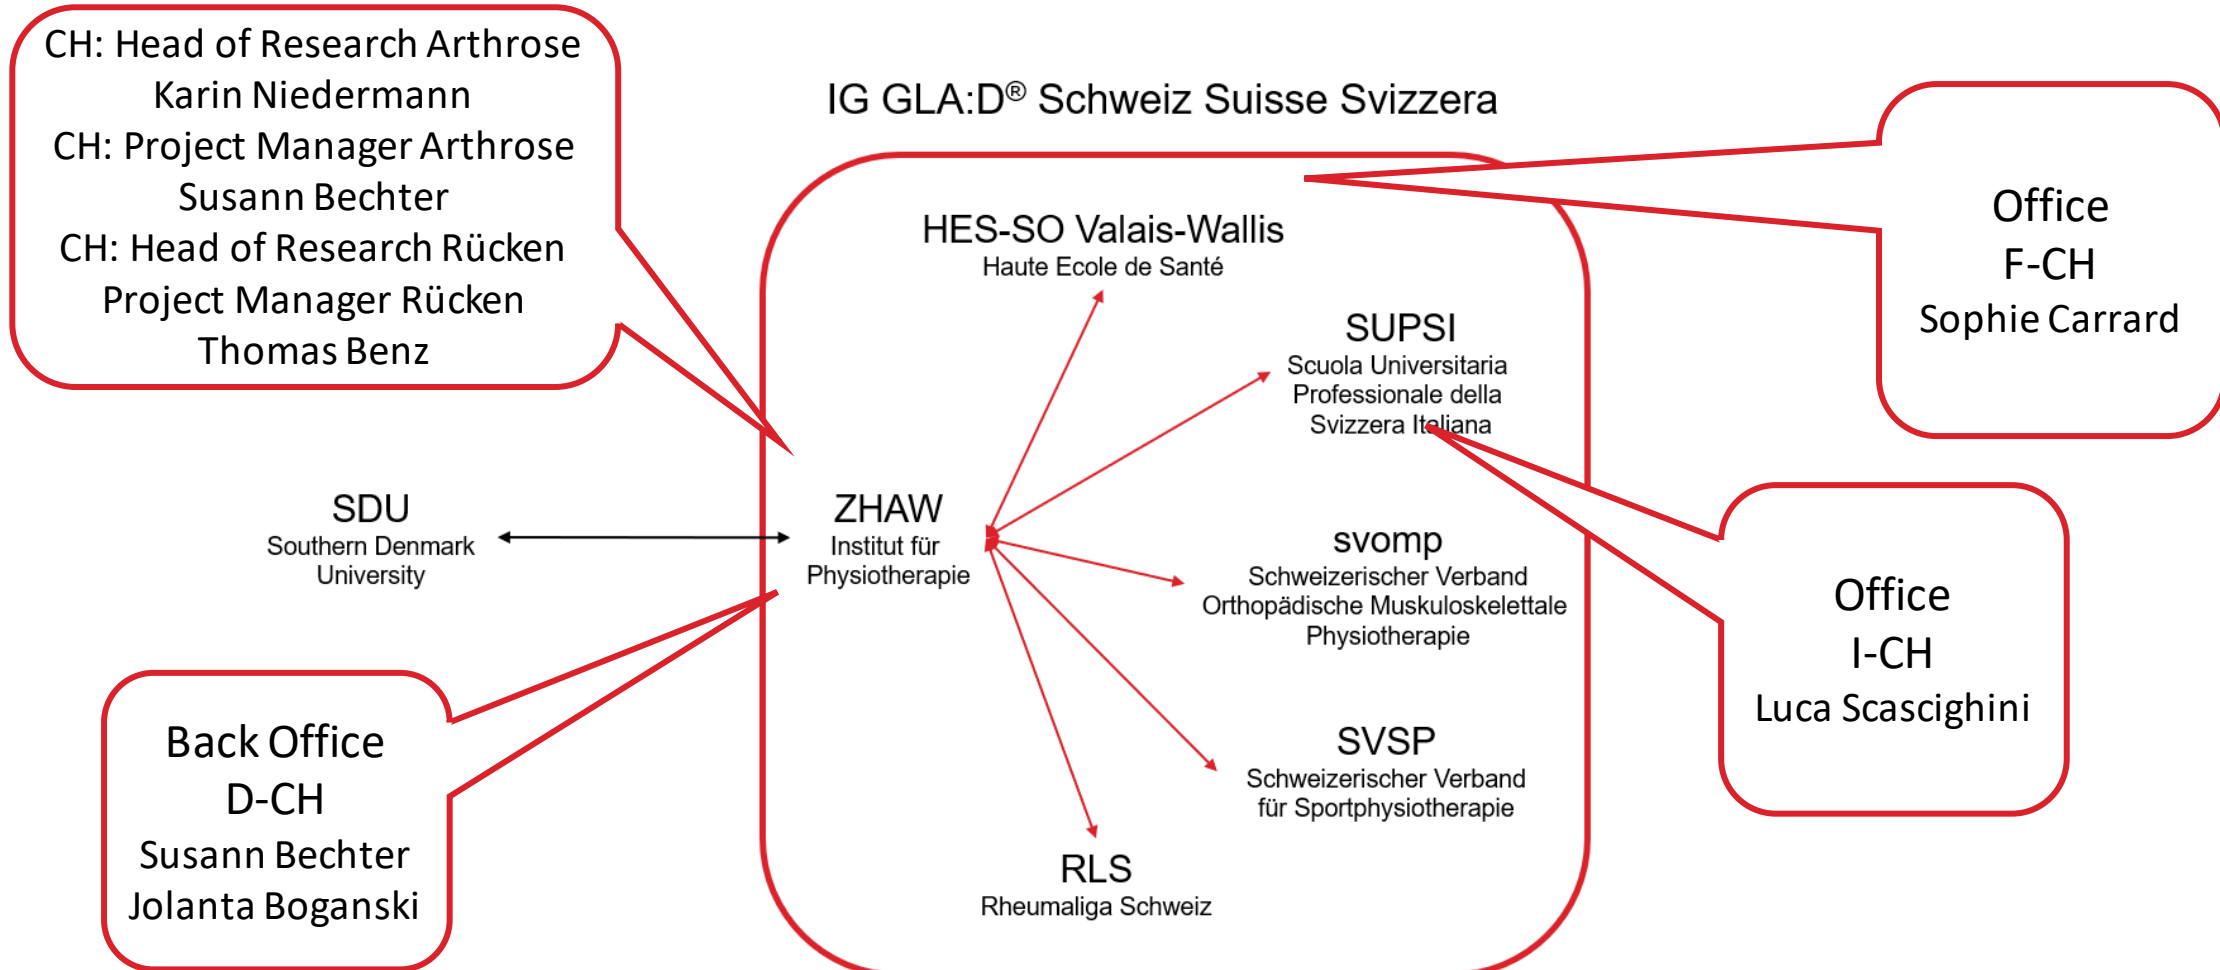 CH: Head of Research Arthrose
Karin Niedermann
CH: Project Manager Arthrose
Susann Bechter
CH: Head of Research Rücken
Project Manager Rücken
Thomas Benz
IG GLA:D® Schweiz Suisse Svizzera
Office
F-CH
Sophie Carrard
HES-SO Valais-Wallis
Haute Ecole de Santé
SUPSI
Scuola Universitaria
Professionale della
Svizzera Italiana
SDU
Southern Denmark
University
ZHAW
Institut für
Physiotherapie
svomp
Schweizerischer Verband
Orthopädische Muskuloskelettale
Physiotherapie
Office
I-CH
Luca Scascighini
Back Office
D-CH
Susann Bechter
Jolanta Boganski
SVSP
Schweizerischer Verband
für Sportphysiotherapie
RLS
Rheumaliga Schweiz